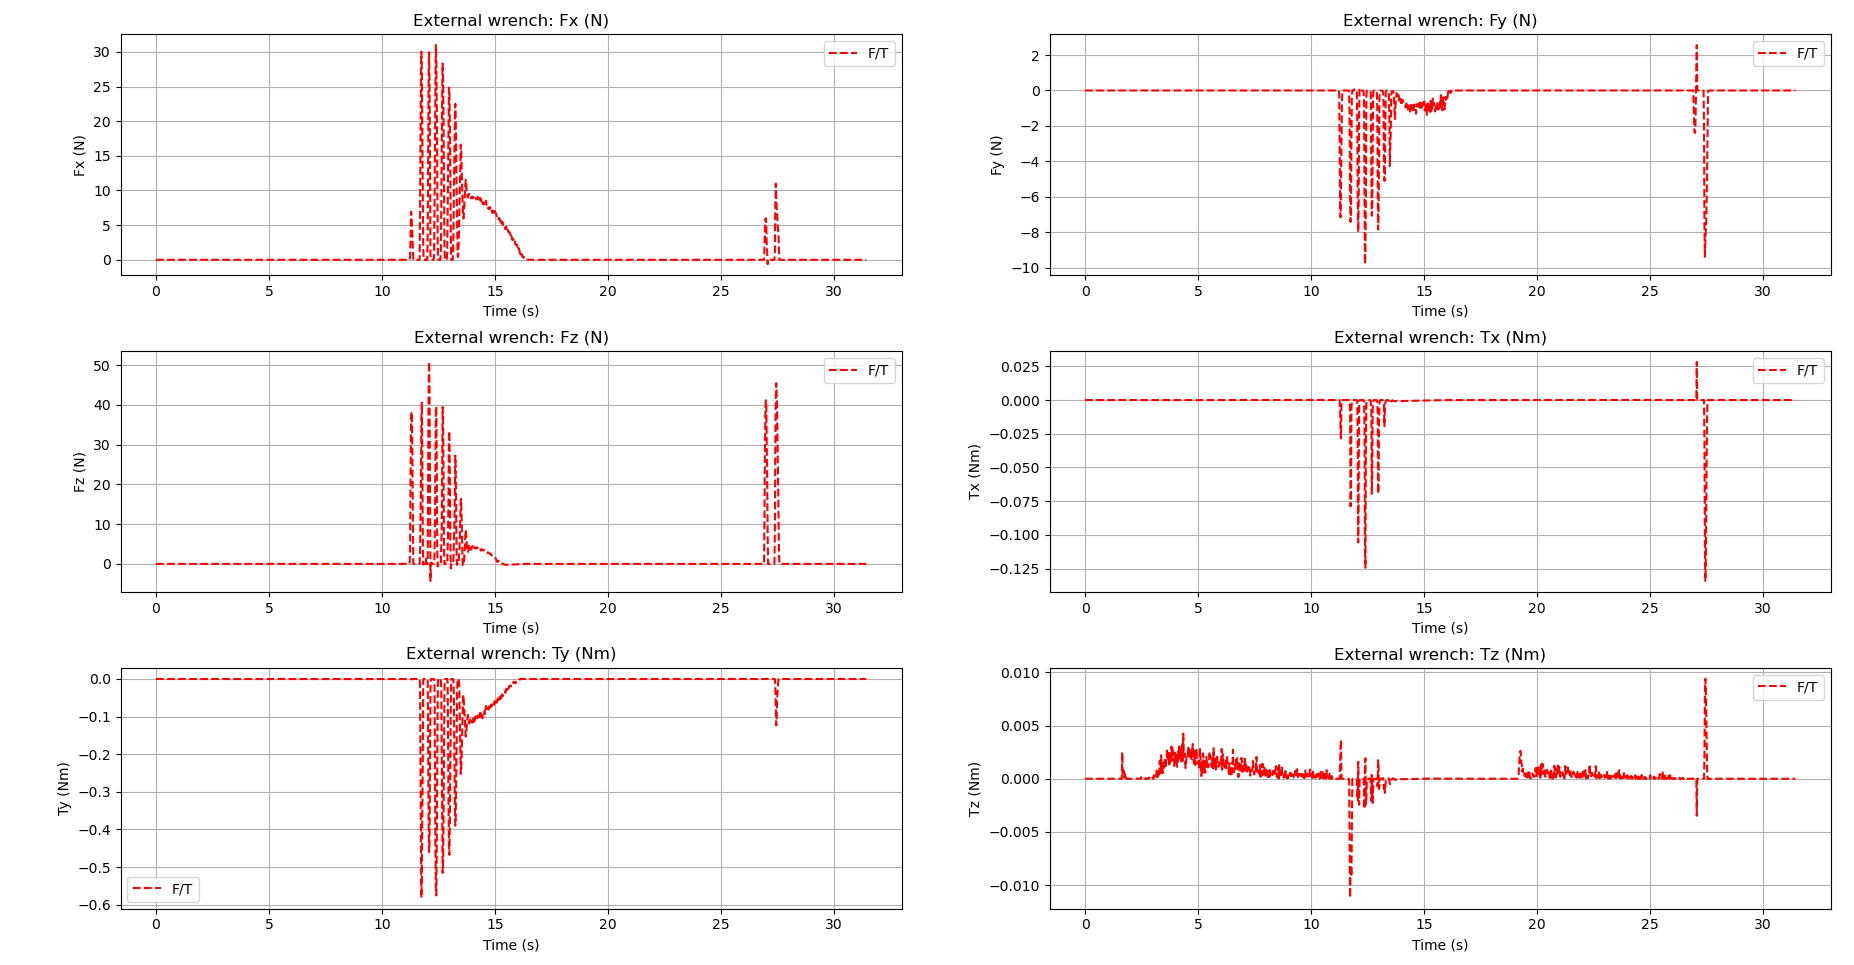 External wrench: Fx (N)
Fx (N)
30
25
20
15
10
5
0
F/T
0 5 10 15 20 25 30
Time (s)
External wrench: Fy (N)
Fy (N)
2
0
−2
−4
−6
−8
−10
F/T
0 5 10 15 20 25 30
Time (s)
External wrench: Fz (N)
Fz (N)
50
40
30
20
10
0
F/T
0 5 10 15 20 25 30
Time (s)
External wrench: Tx (Nm)
Tx (Nm)
0.025
0.000
−0.025
−0.050
−0.075
−0.100
−0.125
F/T
0 5 10 15 20 25 30
Time (s)
External wrench: Ty (Nm)
Ty (Nm)
0.0
−0.1
−0.2
−0.3
−0.4
−0.5
−0.6
F/T
0 5 10 15 20 25 30
Time (s)
External wrench: Tz (Nm)
Tz (Nm)
0.010
0.005
0.000
−0.005
−0.010
F/T
0 5 10 15 20 25 30
Time (s)